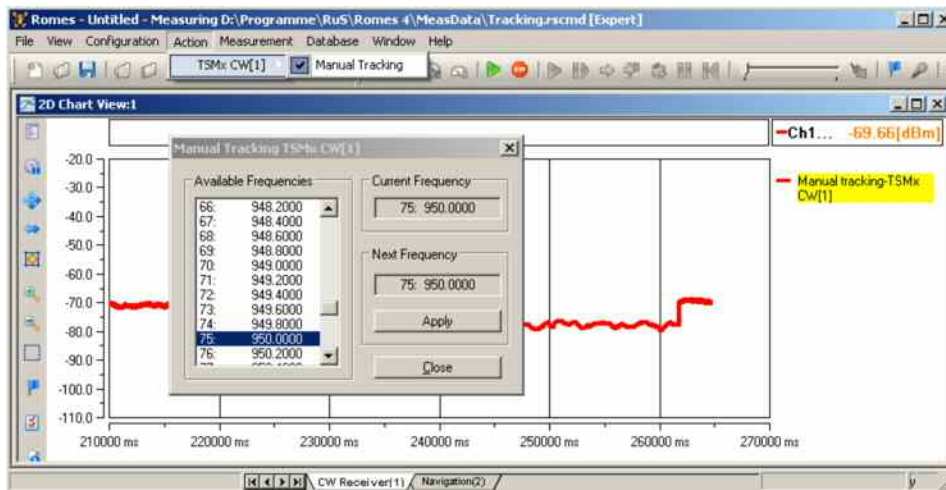 Romes - Untitled - Measuring D:\Programme\RuS\Romes 4\MeasData\Tracking.rscmd [Expert]
File View Configuration Action Measurement Database Window Help
TSMx CW[1] Manual Tracking
2D Chart View:1
Ch1... -69.66[dBm]
Manual tracking-TSMx
CW[1]
Manual Tracking TSMx CW[1]
Available Frequencies
66: 948.2000
67: 948.4000
68: 948.6000
69: 948.8000
70: 949.0000
71: 949.2000
72: 949.4000
73: 949.6000
74: 949.8000
75: 950.0000
76: 950.2000
Current Frequency
75: 950.0000
Next Frequency
75: 950.0000
Apply
Close
-20.0
-30.0
-40.0
-50.0
-60.0
-70.0
-80.0
-90.0
-100.0
-110.0
210000 ms 220000 ms 230000 ms 240000 ms 250000 ms 260000 ms 270000 ms
CW Receiver(1) Navigation(2)